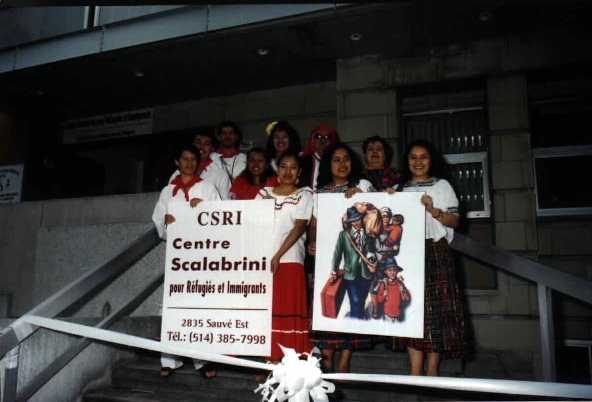 CSRI
Centre
Scalabrini
pour Réfugiés et Immigrants
2835 Sauvé Est
Tél.: (514) 385-7998